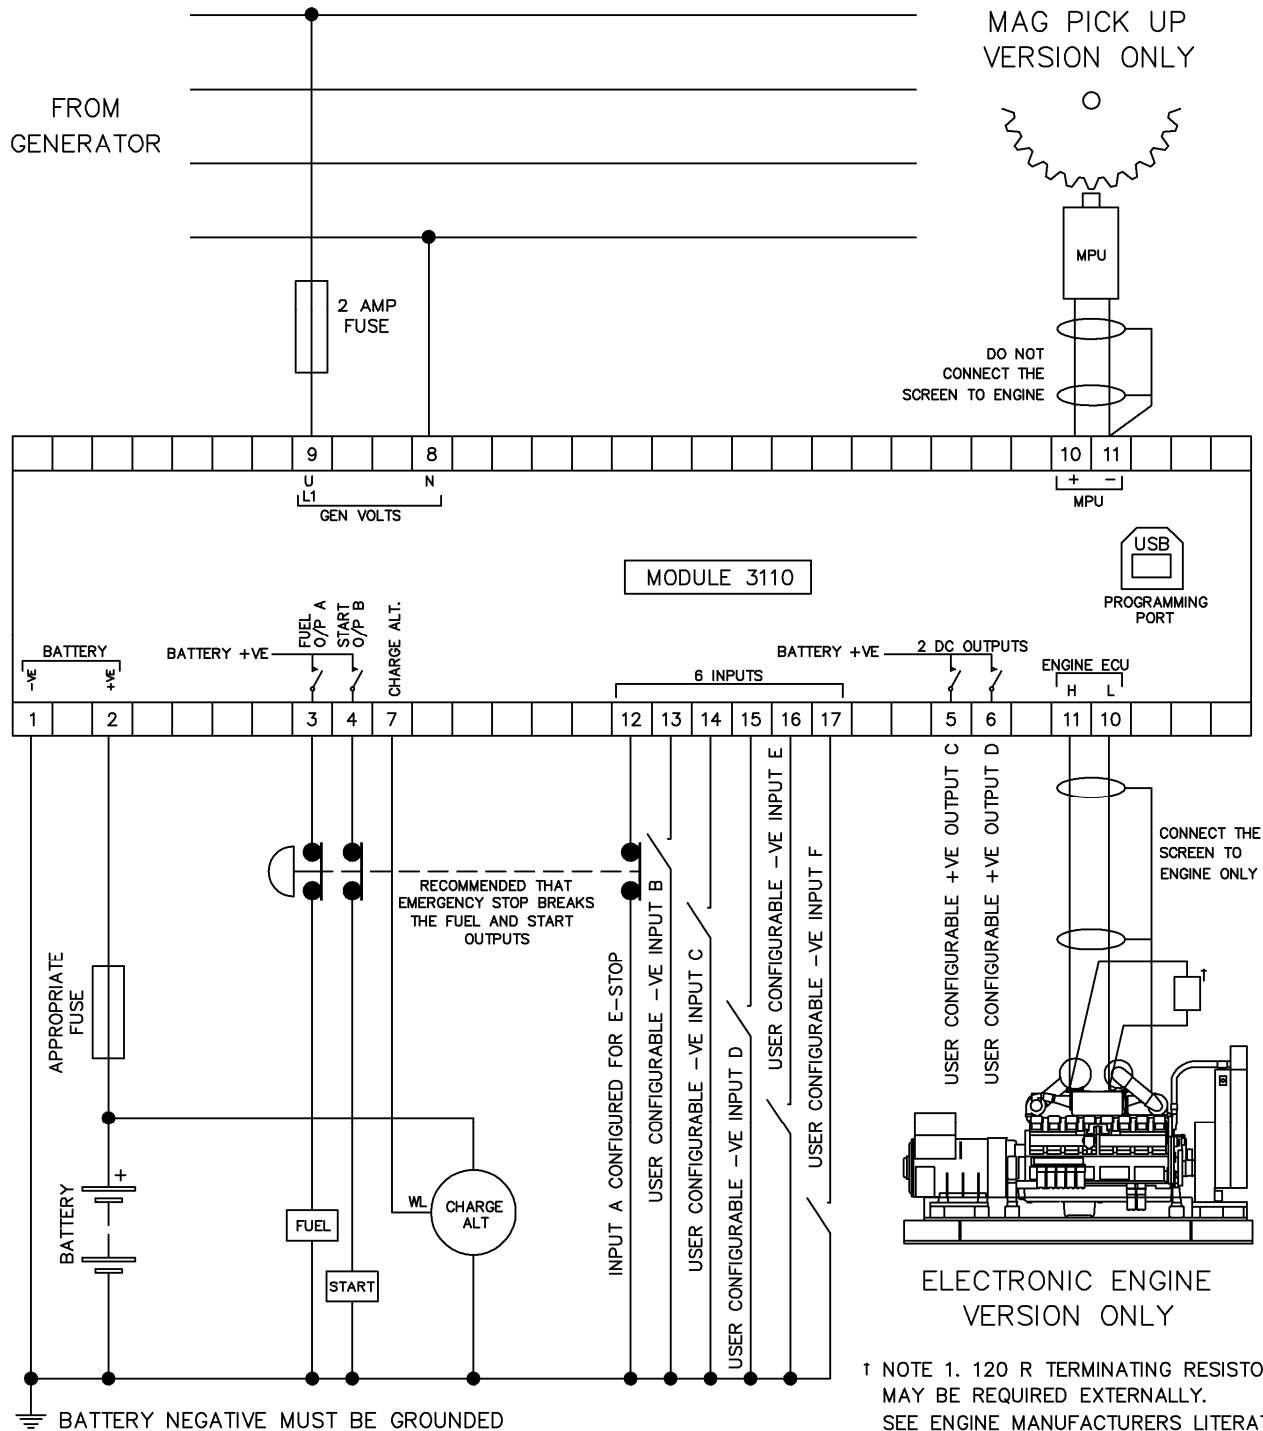 MAG PICK UP
VERSION ONLY
FROM
GENERATOR
MPU
2 AMP
FUSE
DO NOT
CONNECT THE
SCREEN TO ENGINE
9
8
10
11
U
L1
N
GEN VOLTS
+
−
MPU
USB
PROGRAMMING
PORT
MODULE 3110
BATTERY
-VE
+VE
BATTERY +VE
FUEL
O/P A
START
O/P B
CHARGE ALT.
6 INPUTS
BATTERY +VE
2 DC OUTPUTS
ENGINE ECU
H
L
1
2
3
4
7
12
13
14
15
16
17
5
6
11
10
RECOMMENDED THAT
EMERGENCY STOP BREAKS
THE FUEL AND START
OUTPUTS
INPUT A CONFIGURED FOR E-STOP
USER CONFIGURABLE -VE INPUT B
USER CONFIGURABLE -VE INPUT C
USER CONFIGURABLE -VE INPUT D
USER CONFIGURABLE -VE INPUT E
USER CONFIGURABLE -VE INPUT F
USER CONFIGURABLE +VE OUTPUT C
USER CONFIGURABLE +VE OUTPUT D
CONNECT THE
SCREEN TO
ENGINE ONLY
†
APPROPRIATE
FUSE
BATTERY
+
FUEL
START
WL
CHARGE
ALT
ELECTRONIC ENGINE
VERSION ONLY
† NOTE 1. 120 R TERMINATING RESISTO
MAY BE REQUIRED EXTERNALLY.
SEE ENGINE MANUFACTURERS LITERAT
BATTERY NEGATIVE MUST BE GROUNDED